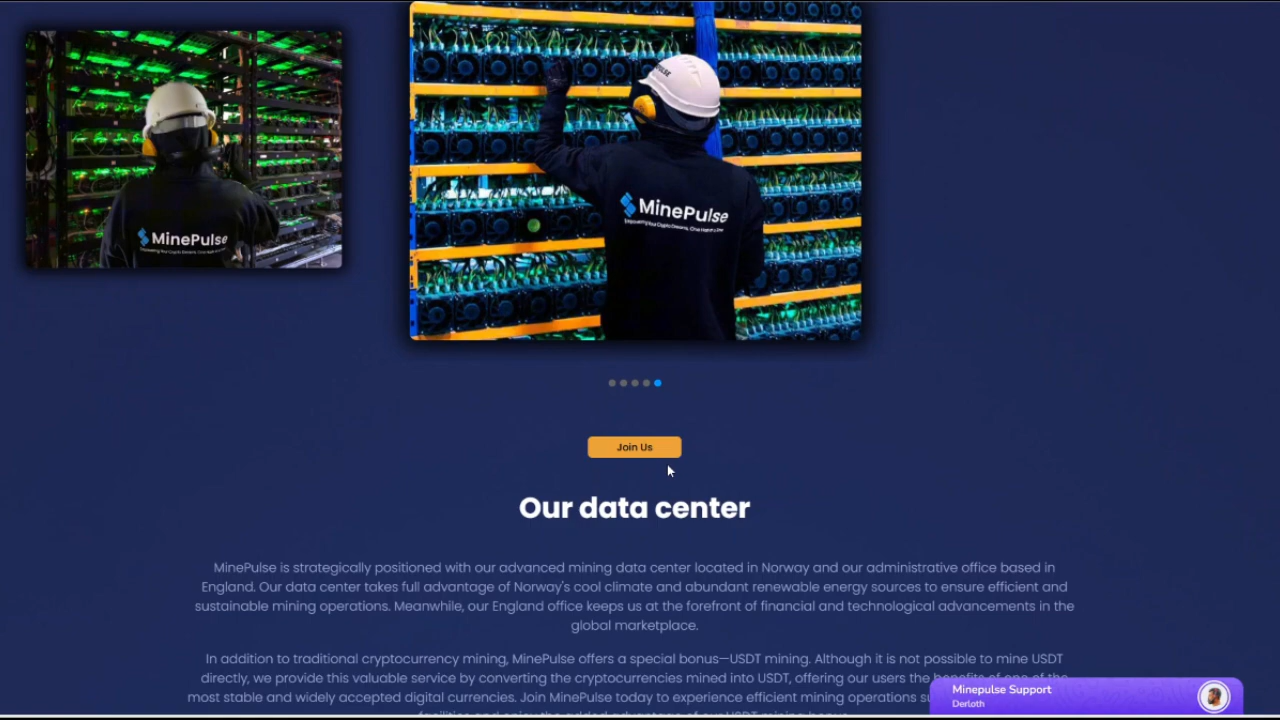 MinePulse
MinePulse
Join Us
Our data center
MinePulse is strategically positioned with our advanced mining data center located in Norway and our administrative office based in
England. Our data center takes full advantage of Norway's cool climate and abundant renewable energy sources to ensure efficient and
sustainable mining operations. Meanwhile, our England office keeps us at the forefront of financial and technological advancements in the
global marketplace.
In addition to traditional cryptocurrency mining, MinePulse offers a special bonus—USDT mining. Although it is not possible to mine USDT
directly, we provide this valuable service by converting the cryptocurrencies mined into USDT, offering our users the benefits of one of the
most stable and widely accepted digital currencies. Join MinePulse today to experience efficient mining operations
Minepulse Support
Derloth